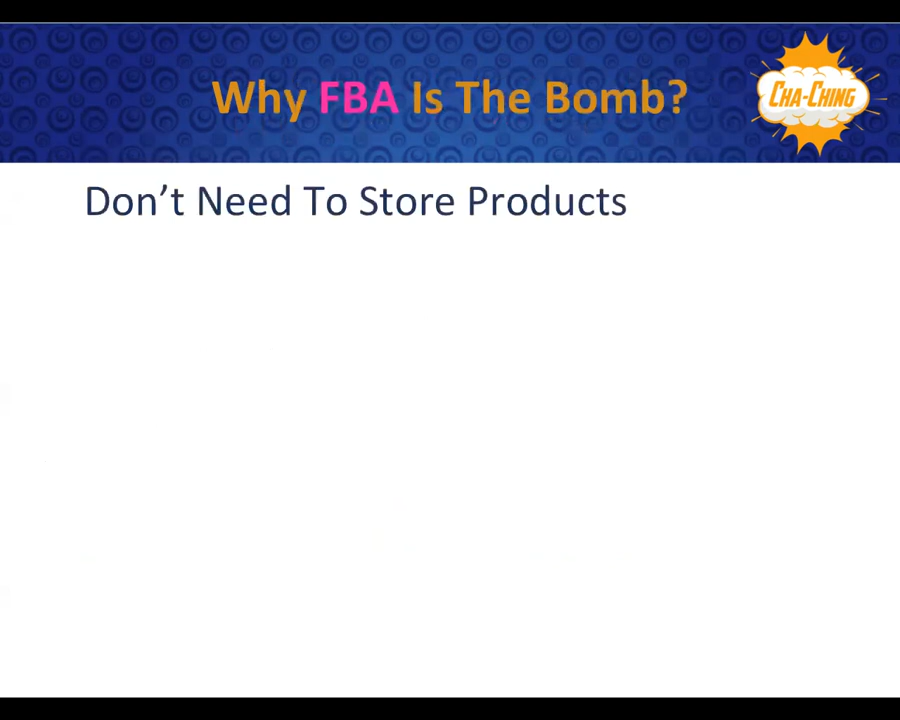 Why FBA Is The Bomb?
CHA-CHING
Don't Need To Store Products